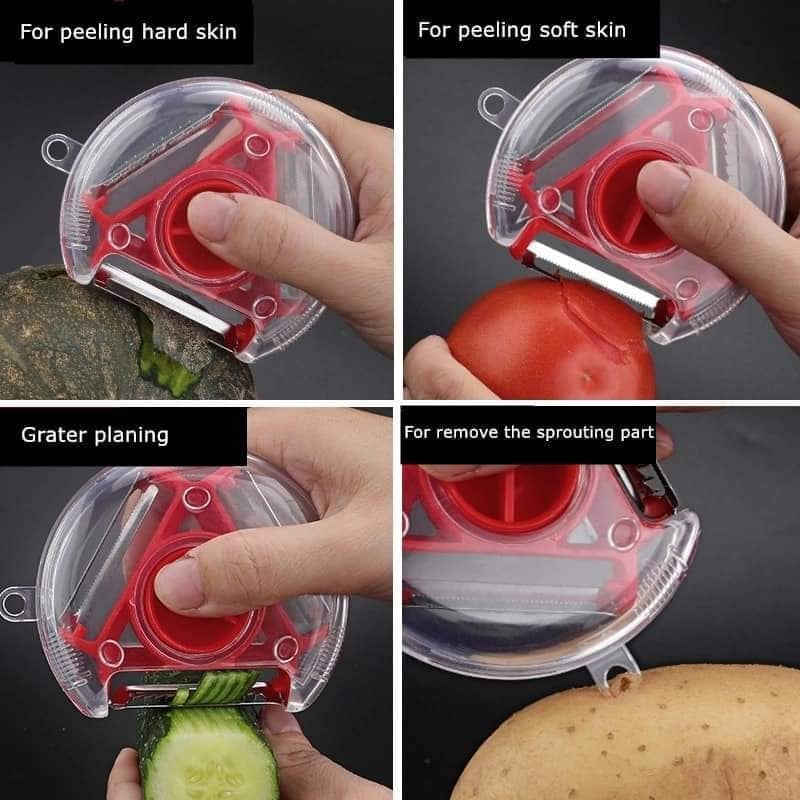 For peeling hard skin
For peeling soft skin
Grater planing
For remove the sprouting part